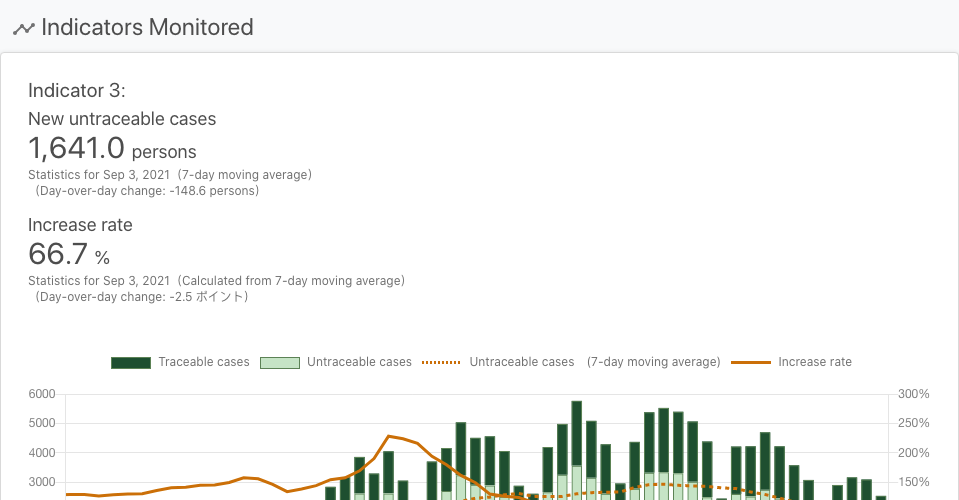 Indicators Monitored
Indicator 3:
New untraceable cases
1,641.0 persons
Statistics for Sep 3, 2021（7-day moving average）
（Day-over-day change: -148.6 persons）
Increase rate
66.7 %
Statistics for Sep 3, 2021（Calculated from 7-day moving average）
（Day-over-day change: -2.5 ポイント）
Traceable cases Untraceable cases Untraceable cases （7-day moving average） Increase rate
6000 300%
5000 250%
4000 200%
3000 150%